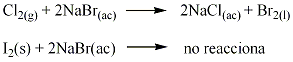 Cl2(g) + 2NaBr(ac) → 2NaCl(ac) + Br2(l)
I2(s) + 2NaBr(ac) → no reacciona